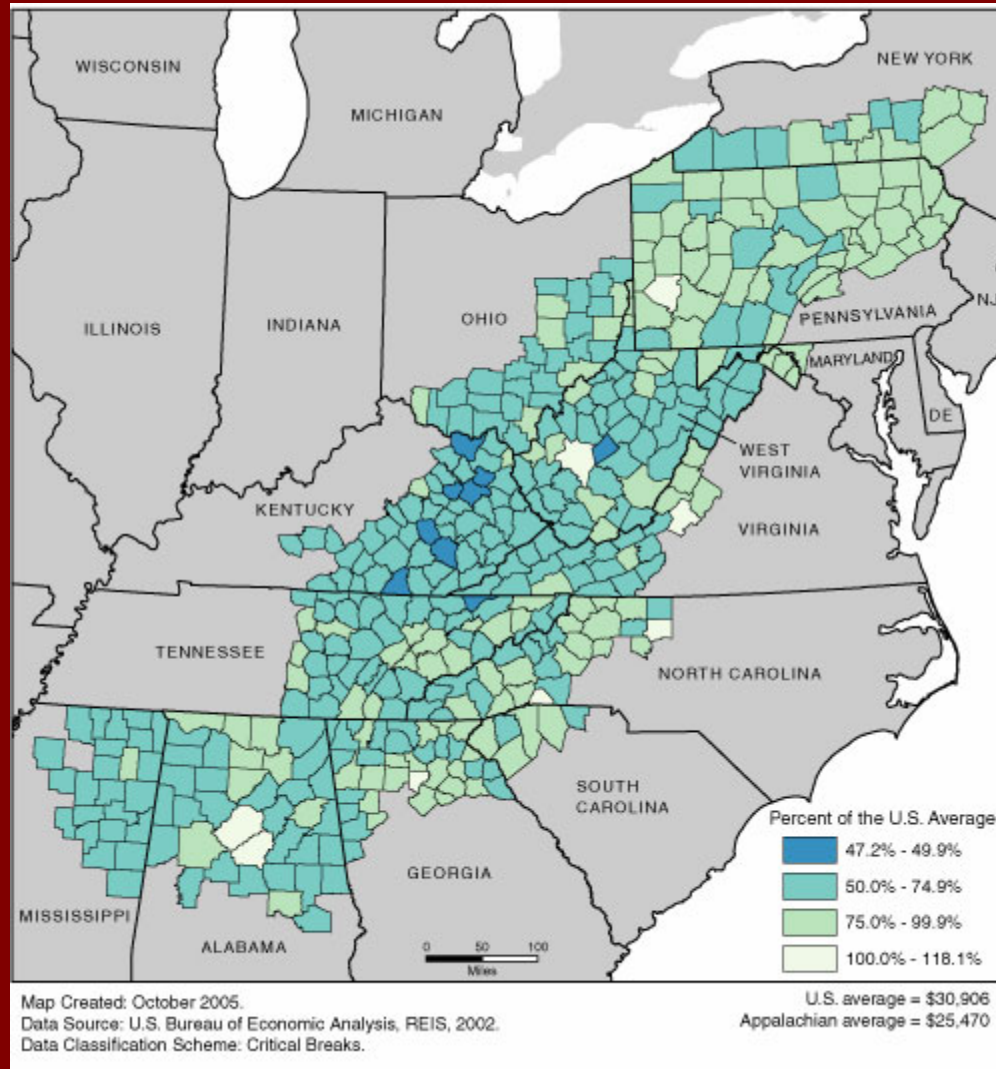 WISCONSIN
MICHIGAN
NEW YORK
ILLINOIS
INDIANA
OHIO
PENNSYLVANIA
NJ
MARYLAND
DE
WEST
VIRGINIA
KENTUCKY
VIRGINIA
TENNESSEE
NORTH CAROLINA
SOUTH
CAROLINA
GEORGIA
MISSISSIPPI
ALABAMA
Percent of the U.S. Average
47.2% - 49.9%
50.0% - 74.9%
75.0% - 99.9%
100.0% - 118.1%
0 50 100
Miles
Map Created: October 2005.
Data Source: U.S. Bureau of Economic Analysis, REIS, 2002.
Data Classification Scheme: Critical Breaks.
U.S. average = $30,906
Appalachian average = $25,470